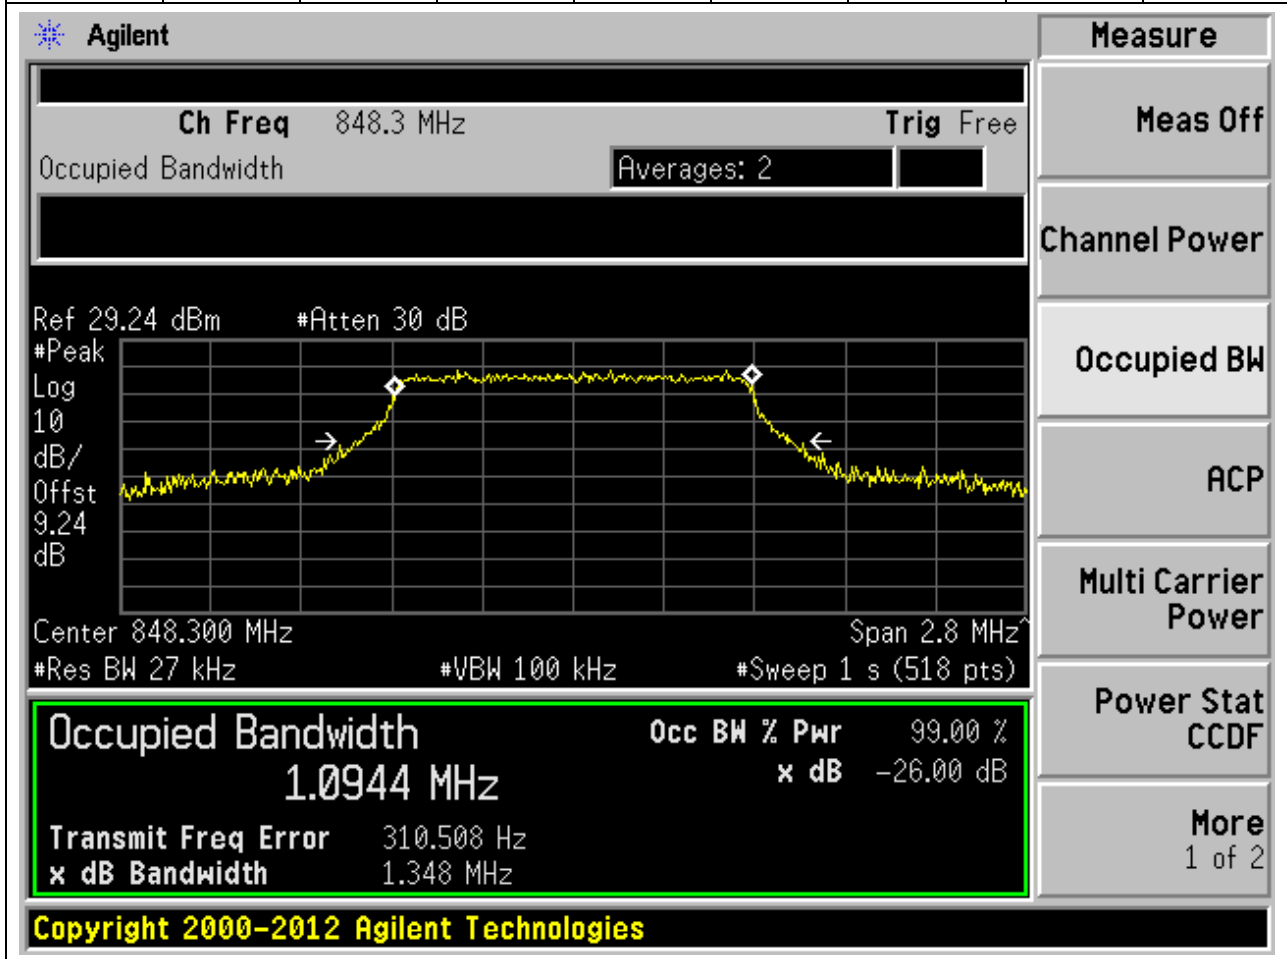 Agilent
Measure
Ch Freq 848.3 MHz Trig Free
Occupied Bandwidth Averages: 2
Meas Off
Channel Power
Occupied BW
ACP
Multi Carrier
Power
Power Stat
CCDF
More
1 of 2
Ref 29.24 dBm #Atten 30 dB
#Peak
Log
10
dB/
Offst
9.24
dB
Center 848.300 MHz Span 2.8 MHz^
#Res BW 27 kHz #VBW 100 kHz #Sweep 1 s (518 pts)
Occupied Bandwidth Occ BW % Pwr 99.00 %
1.0944 MHz x dB -26.00 dB
Transmit Freq Error 310.508 Hz
x dB Bandwidth 1.348 MHz
Copyright 2000-2012 Agilent Technologies